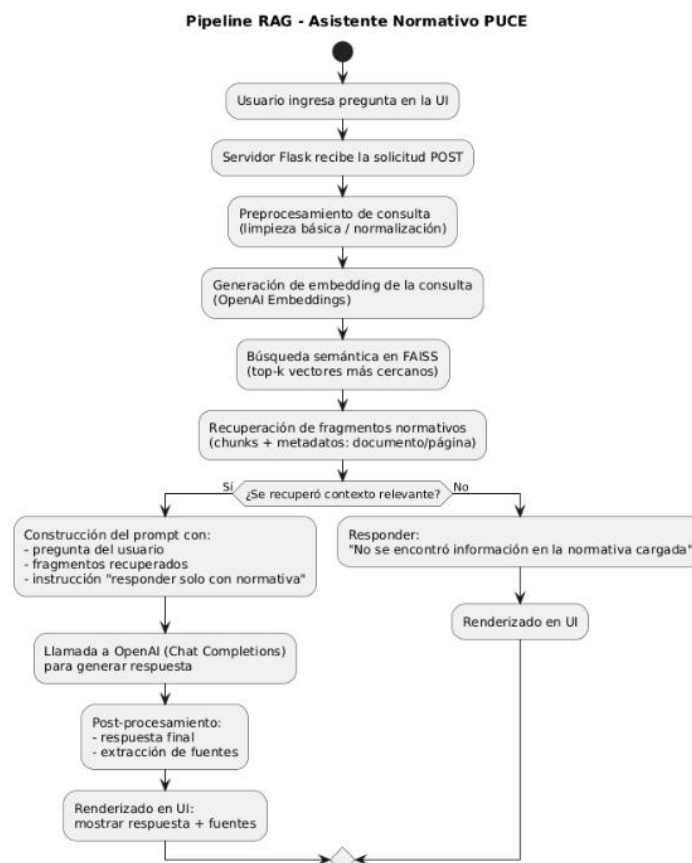 Pipeline RAG - Asistente Normativo PUCE
Usuario ingresa pregunta en la UI
Servidor Flask recibe la solicitud POST
Preprocesamiento de consulta
(limpieza básica / normalización)
Generación de embedding de la consulta
(OpenAI Embeddings)
Búsqueda semántica en FAISS
(top-k vectores más cercanos)
Recuperación de fragmentos normativos
(chunks + metadatos: documento/página)
¿Se recuperó contexto relevante?
Sí
No
Construcción del prompt con:
- pregunta del usuario
- fragmentos recuperados
- instrucción "responder solo con normativa"
Llamada a OpenAI (Chat Completions)
para generar respuesta
Post-procesamiento:
- respuesta final
- extracción de fuentes
Renderizado en UI:
mostrar respuesta + fuentes
Responder:
"No se encontró información en la normativa cargada"
Renderizado en UI